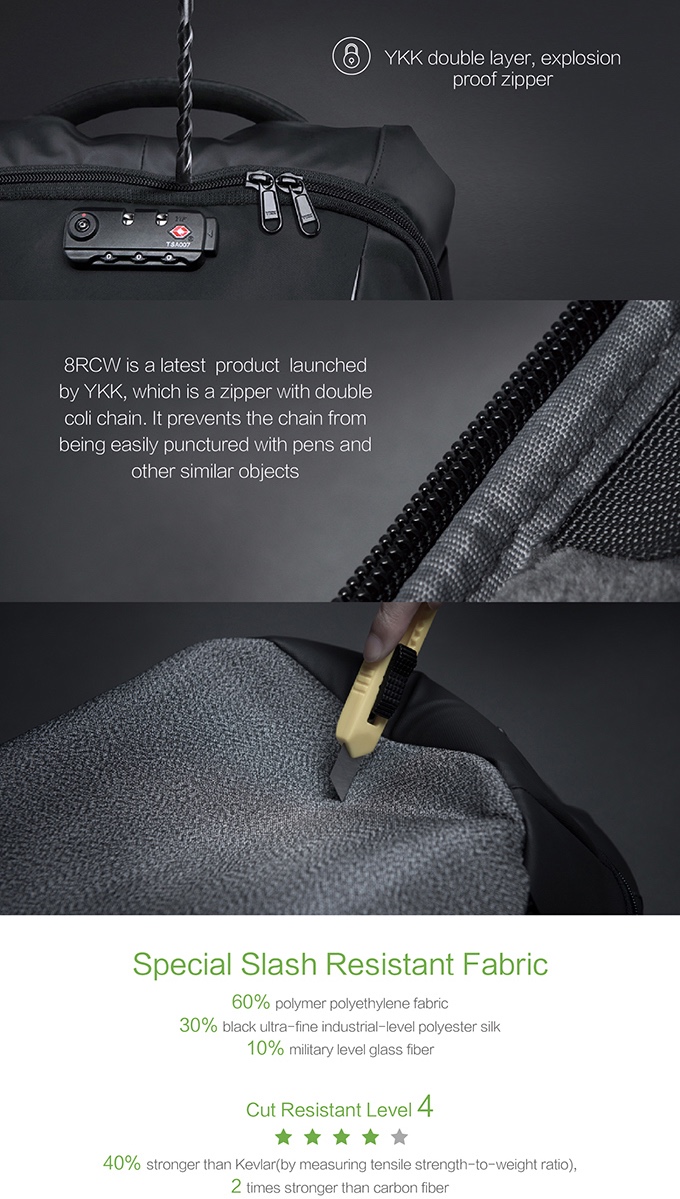 YKK double layer, explosion
proof zipper
TSA007
8RCW is a latest product launched
by YKK, which is a zipper with double
coli chain. It prevents the chain from
being easily punctured with pens and
other similar objects
Special Slash Resistant Fabric
60% polymer polyethylene fabric
30% black ultra-fine industrial-level polyester silk
10% military level glass fiber
Cut Resistant Level 4
40% stronger than Kevlar(by measuring tensile strength-to-weight ratio),
2 times stronger than carbon fiber